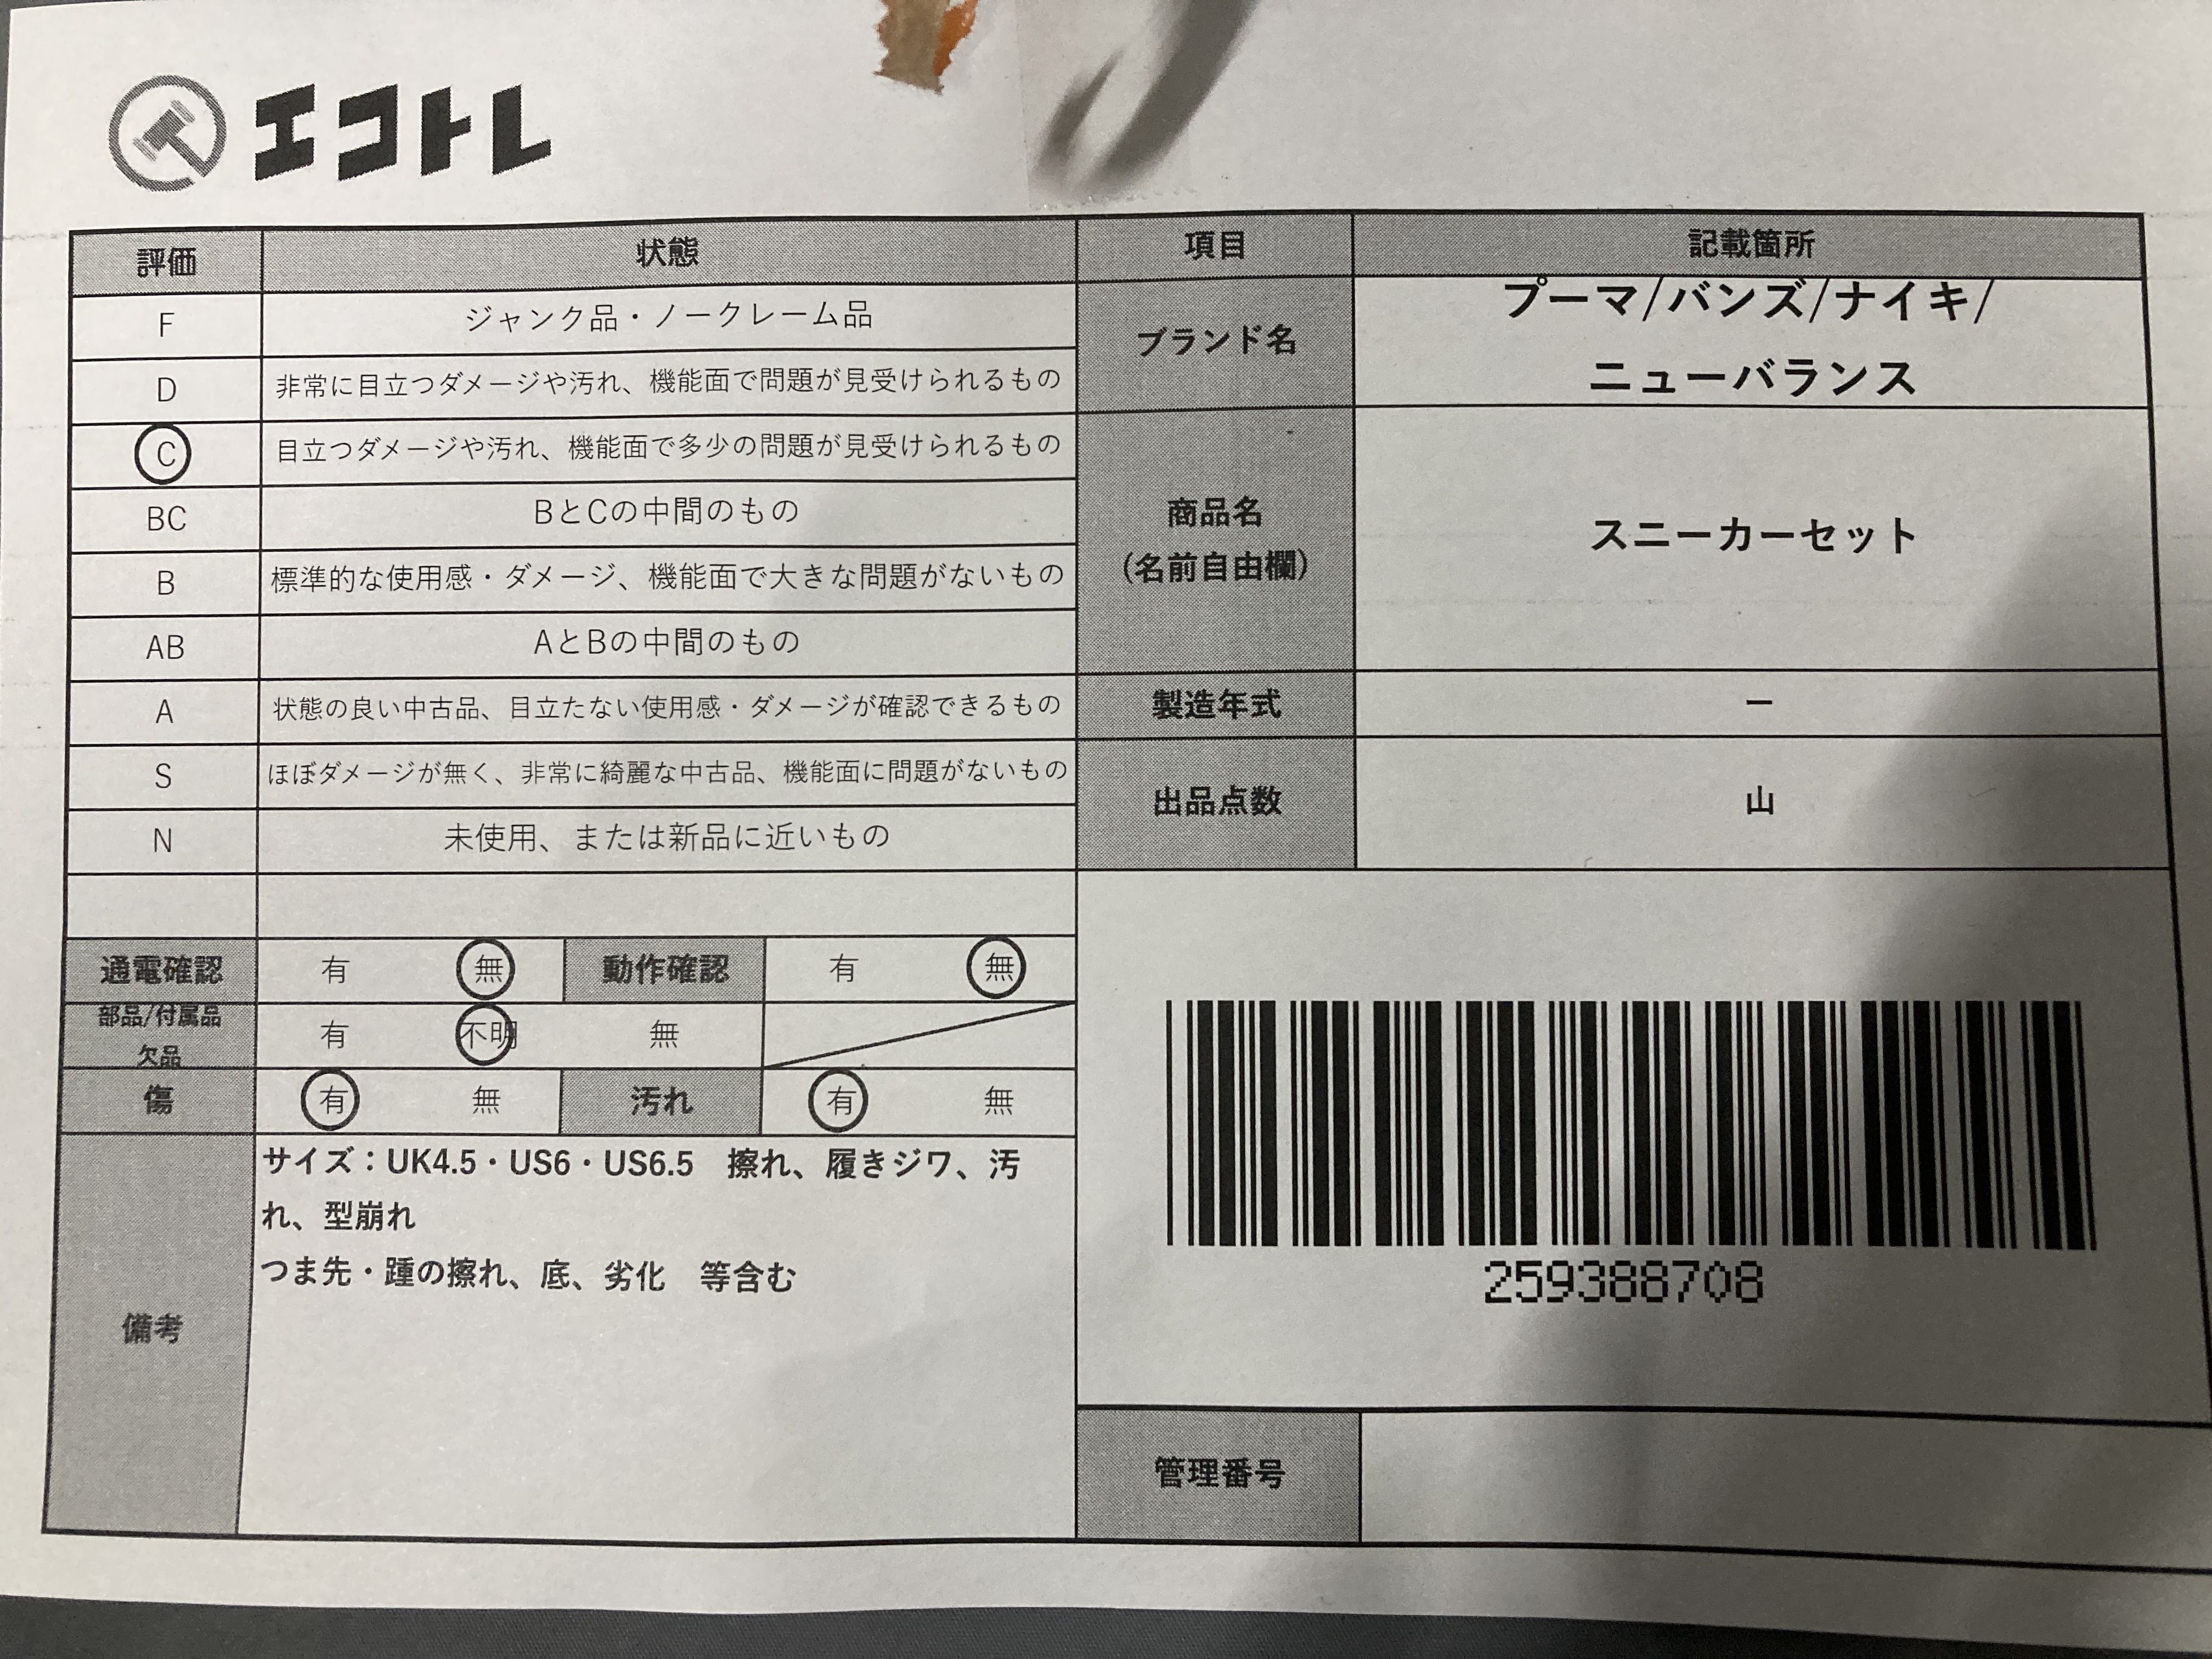 エコトレ
評価 状態
F ジャンク品・ノークレーム品
D 非常に目立つダメージや汚れ、機能面で問題が見受けられるもの
C 目立つダメージや汚れ、機能面で多少の問題が見受けられるもの
BC BとCの中間のもの
B 標準的な使用感・ダメージ、機能面で大きな問題がないもの
AB AとBの中間のもの
A 状態の良い中古品、目立たない使用感・ダメージが確認できるもの
S ほぼダメージが無く、非常に綺麗な中古品、機能面に問題がないもの
N 未使用、または新品に近いもの
通電確認 有 無 動作確認 有 無
部品/付属品
欠品 有 不明 無
傷 有 無 汚れ 有 無
備考
サイズ：UK4.5・US6・US6.5　擦れ、履きジワ、汚
れ、型崩れ
つま先・踵の擦れ、底、劣化　等含む
項目 記載箇所
ブランド名
プーマ/バンズ/ナイキ/
ニューバランス
商品名
（名前自由欄）
スニーカーセット
製造年式 ー
出品点数 山
259388708
管理番号